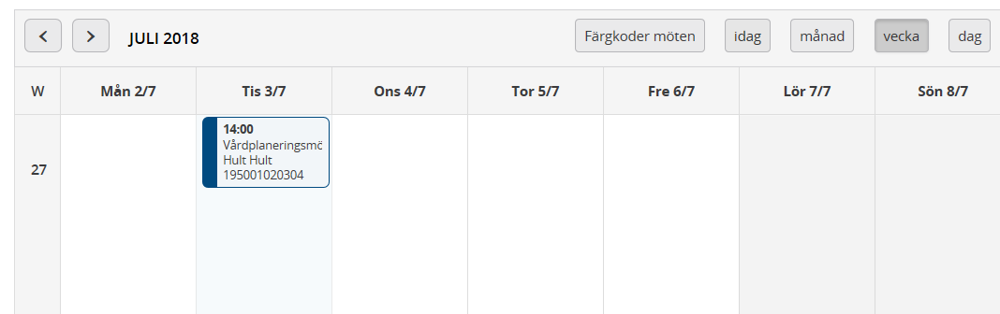 JULI 2018 Färgkoder möten idag månad vecka dag
W Mån 2/7 Tis 3/7 Ons 4/7 Tor 5/7 Fre 6/7 Lör 7/7 Sön 8/7
14:00
Vårdplaneringsmö
Hult Hult
27
195001020304